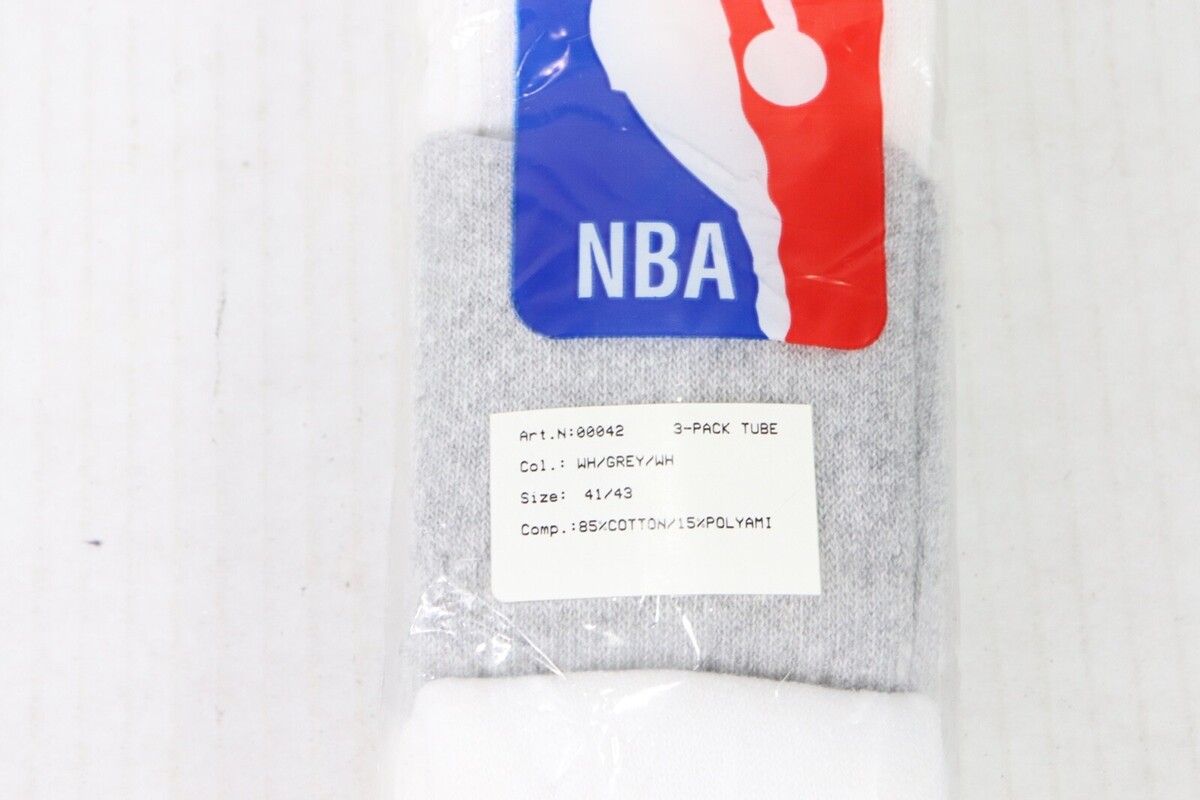 NBA
Art.N:00042 3-PACK TUBE
Col.: WH/GREY/WH
Size: 41/43
Comp.:85%COTTON/15%POLYAMI